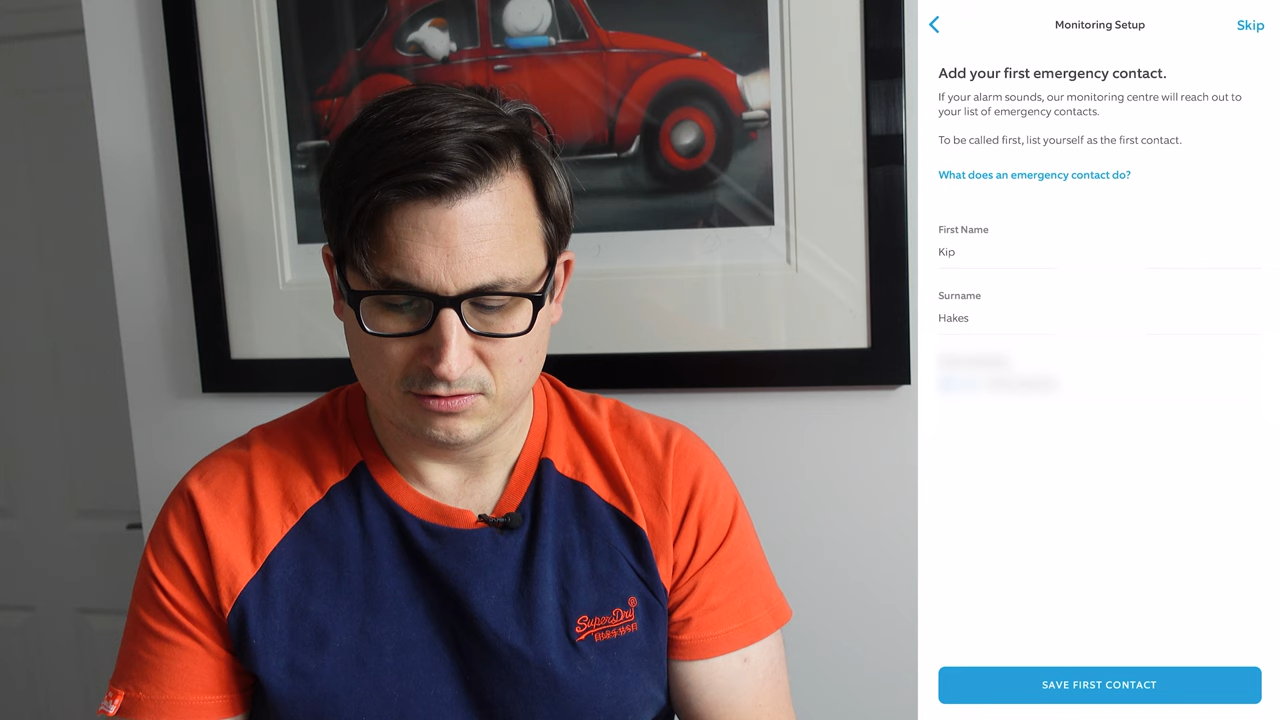 Monitoring Setup
Skip
Add your first emergency contact.
If your alarm sounds, our monitoring centre will reach out to
your list of emergency contacts.
To be called first, list yourself as the first contact.
What does an emergency contact do?
First Name
Kip
Surname
Hakes
SAVE FIRST CONTACT
SuperDry®